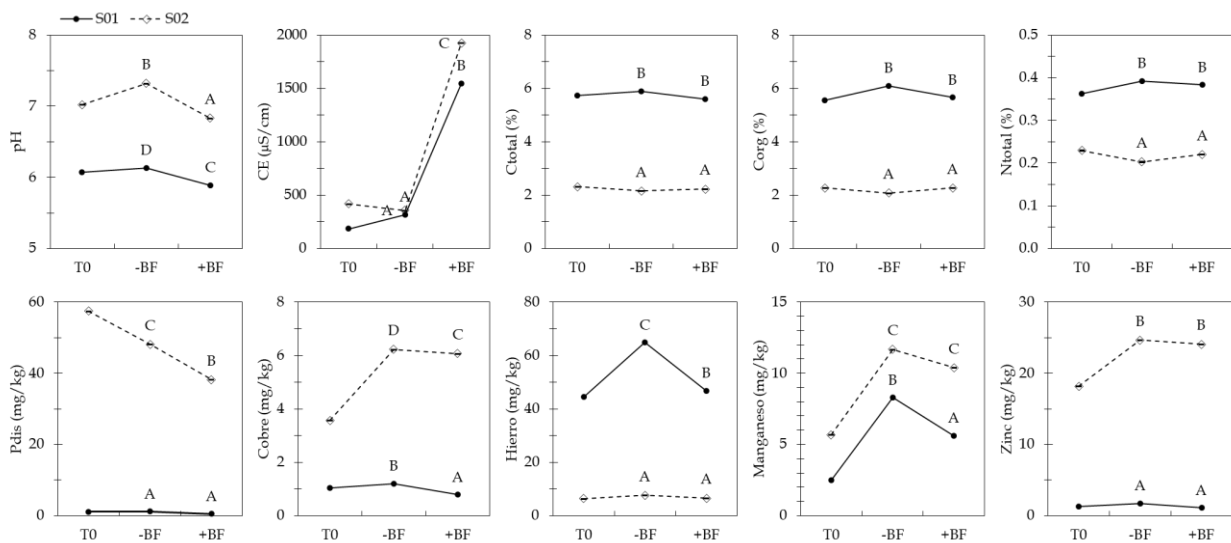 S01 S02
8
7
6
5
pH
B
A
D
C
T0 -BF +BF
2000
1500
1000
500
0
CE (µS/cm)
C
B
A
A
T0 -BF +BF
8
6
4
2
0
Ctotal (%)
B
B
A
A
T0 -BF +BF
8
6
4
2
0
Corg (%)
B
B
A
A
T0 -BF +BF
0.5
0.4
0.3
0.2
0.1
0.0
Ntotal (%)
B
B
A
A
T0 -BF +BF
60
40
20
0
Pdis (mg/kg)
C
B
A
A
T0 -BF +BF
8
6
4
2
0
Cobre (mg/kg)
D
C
B
A
T0 -BF +BF
80
60
40
20
0
Hierro (mg/kg)
C
B
A
A
T0 -BF +BF
15
10
5
0
Manganeso (mg/kg)
C
C
B
A
T0 -BF +BF
30
20
10
0
Zinc (mg/kg)
B
B
A
A
T0 -BF +BF